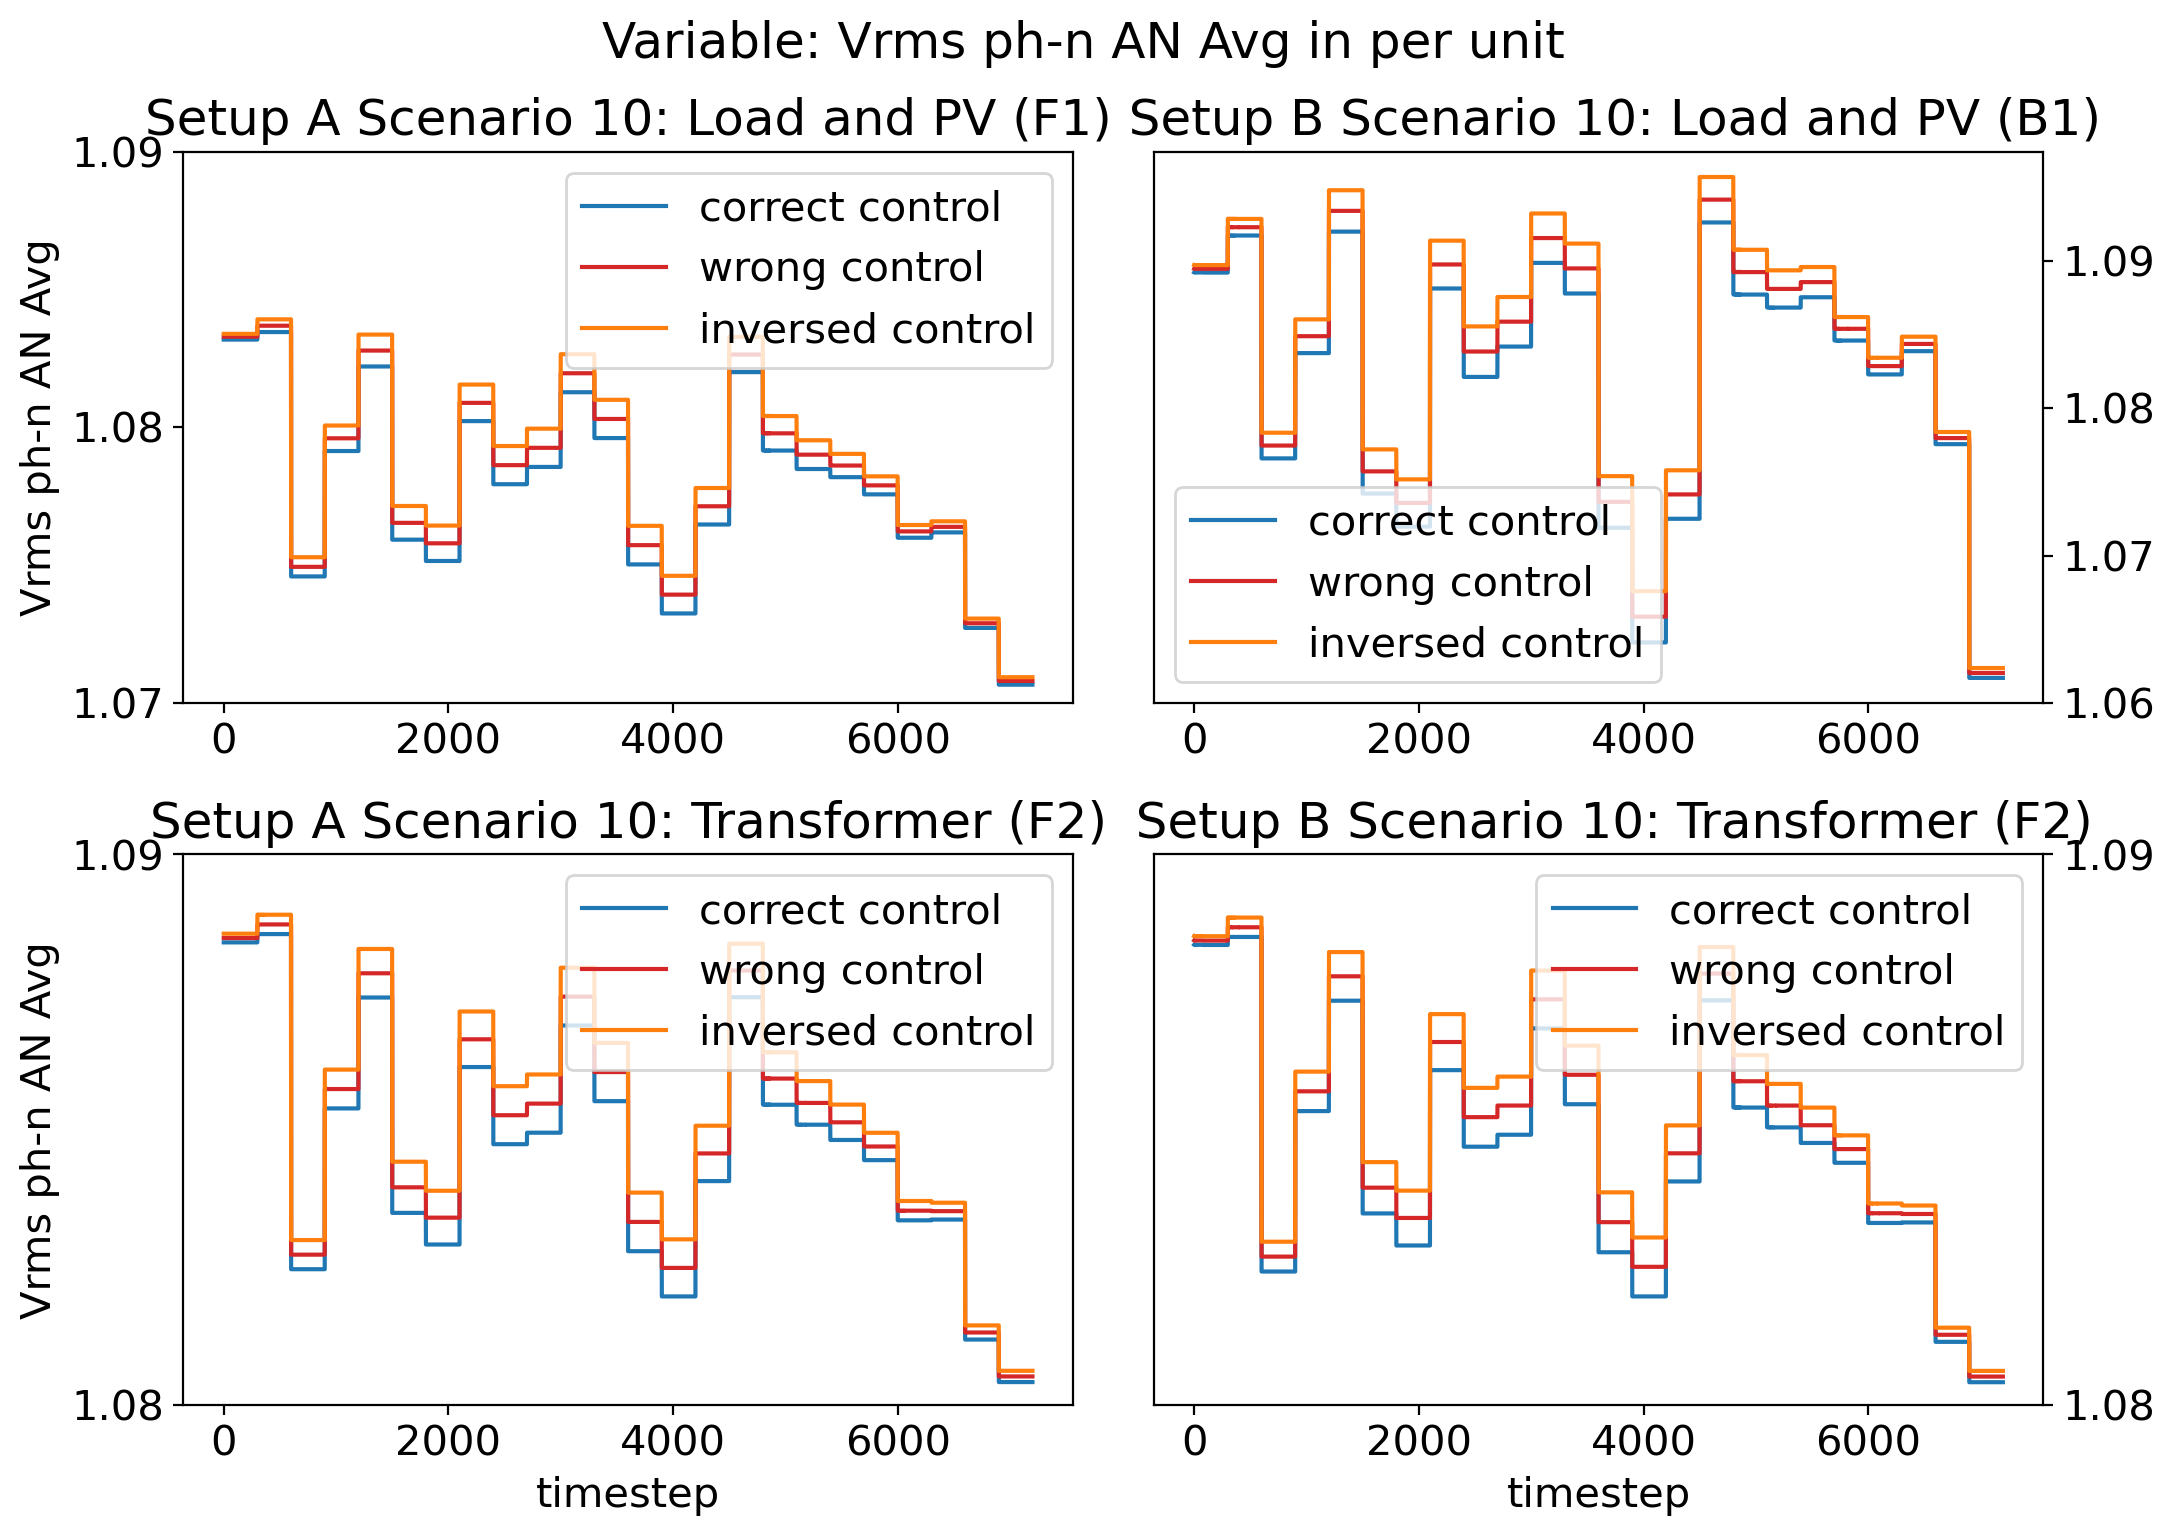 Variable: Vrms ph-n AN Avg in per unit
Setup A Scenario 10: Load and PV (F1)
1.09
1.08
1.07
Vrms ph-n AN Avg
correct control
wrong control
inversed control
0 2000 4000 6000
Setup B Scenario 10: Load and PV (B1)
1.09
1.08
1.07
1.06
correct control
wrong control
inversed control
0 2000 4000 6000
Setup A Scenario 10: Transformer (F2)
1.09
1.08
Vrms ph-n AN Avg
correct control
wrong control
inversed control
0 2000 4000 6000
timestep
Setup B Scenario 10: Transformer (F2)
1.09
1.08
correct control
wrong control
inversed control
0 2000 4000 6000
timestep